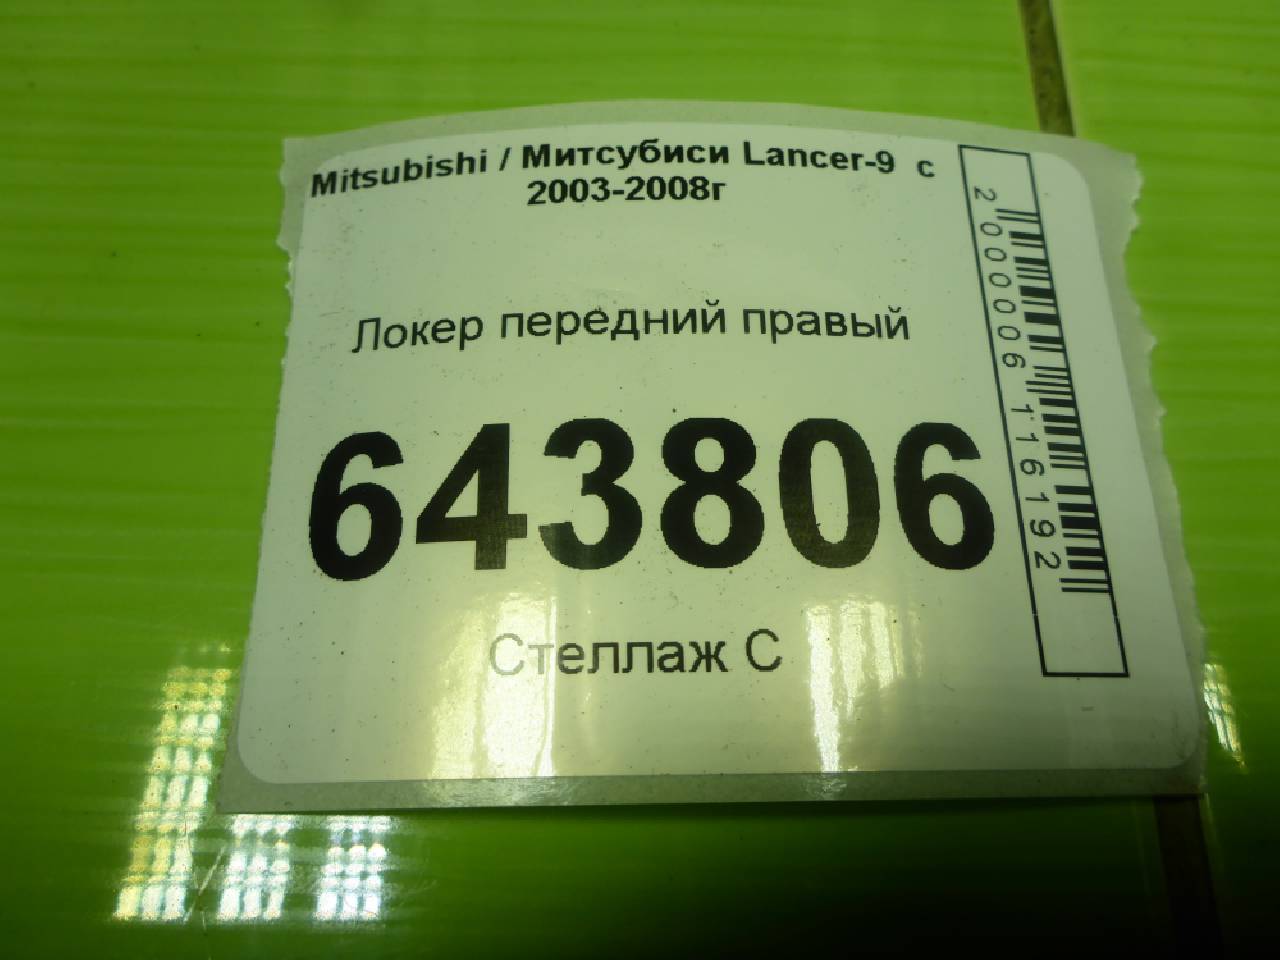 Mitsubishi / Митсубиси Lancer-9 с
2003-2008г
Локер передний правый
643806
Стеллаж С
2000006116192